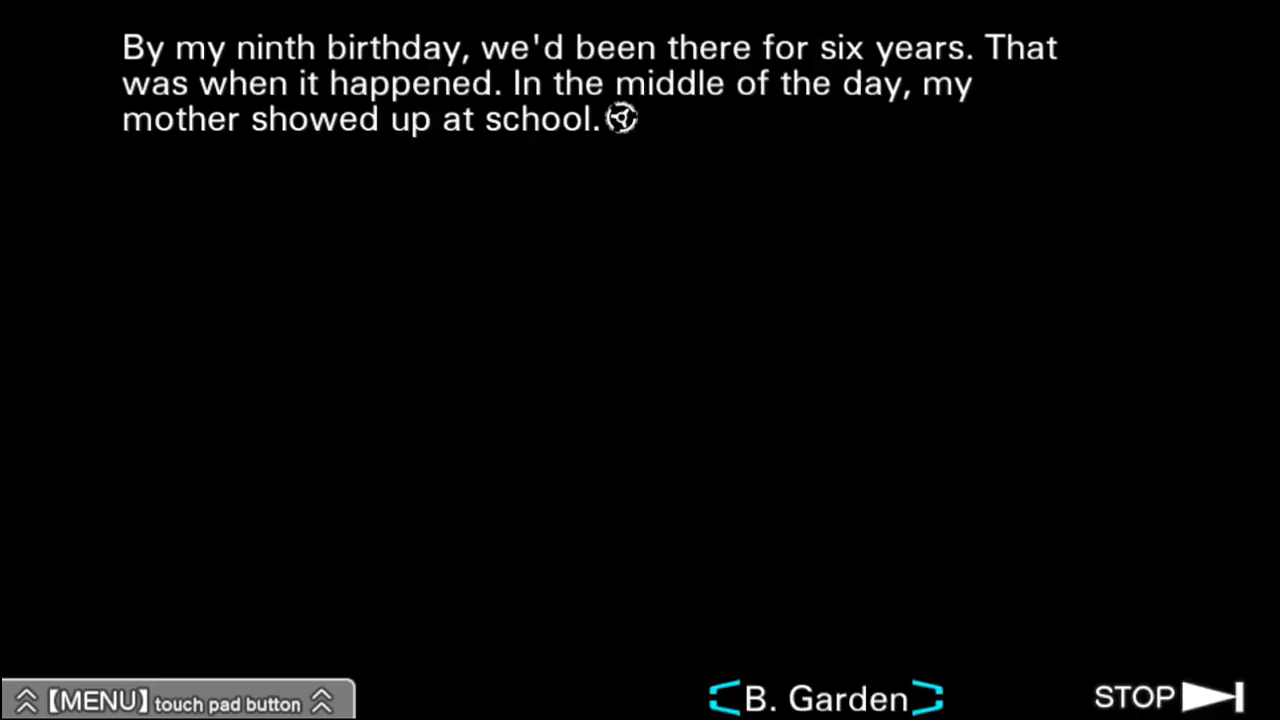 By my ninth birthday, we'd been there for six years. That
was when it happened. In the middle of the day, my
mother showed up at school.
【MENU】touch pad button
B. Garden
STOP